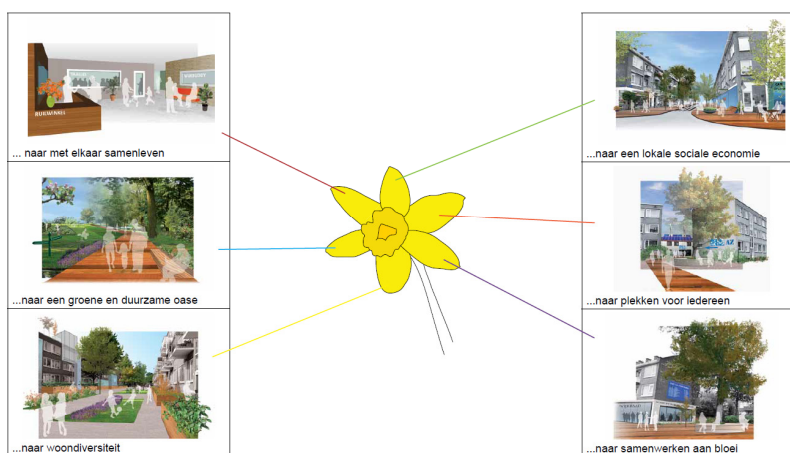 ... naar met elkaar samenleven
...naar een groene en duurzame oase
...naar woondiversiteit
...naar een lokale sociale economie
...naar plekken voor iedereen
...naar samenwerken aan bloei